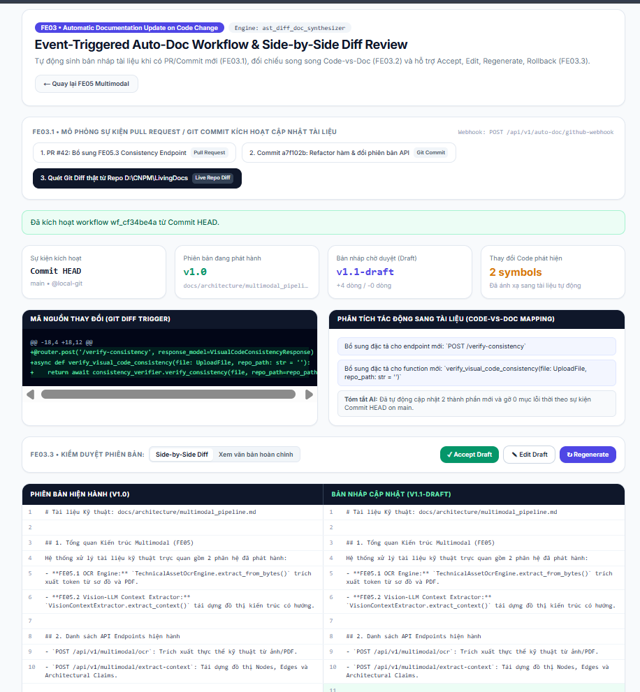 FE03 • Automatic Documentation Update on Code Change Engine: ast_diff_doc_synthesizer
Event-Triggered Auto-Doc Workflow & Side-by-Side Diff Review
Tự động sinh bản nháp tài liệu khi có PR/Commit mới (FE03.1), đối chiếu song song Code-vs-Doc (FE03.2) và hỗ trợ Accept, Edit, Regenerate, Rollback (FE03.3).
← Quay lại FE05 Multimodal
FE03.1 • MÔ PHỎNG SỰ KIỆN PULL REQUEST / GIT COMMIT KÍCH HOẠT CẬP NHẬT TÀI LIỆU Webhook: POST /api/v1/auto-doc/github-webhook
1. PR #42: Bổ sung FE05.3 Consistency Endpoint Pull Request 2. Commit a7f102b: Refactor hàm & đổi phiên bản API Git Commit
3. Quét Git Diff thật từ Repo D:\CNPM\LivingDocs Live Repo Diff
Đã kích hoạt workflow wf_cf34be4a từ Commit HEAD.
Sự kiện kích hoạt
Commit HEAD
main • @local-git
Phiên bản đang phát hành
v1.0
docs/architecture/multimodal_pipeli…
Bản nháp chờ duyệt (Draft)
v1.1-draft
+4 dòng / -0 dòng
Thay đổi Code phát hiện
2 symbols
Đã ánh xạ sang tài liệu tự động
MÃ NGUỒN THAY ĐỔI (GIT DIFF TRIGGER)
@@ -18,4 +18,12 @@
+@router.post('/verify-consistency', response_model=VisualCodeConsistencyResponse)
+async def verify_visual_code_consistency(file: UploadFile, repo_path: str = ''):
+    return await consistency_verifier.verify_consistency(file, repo_path=repo_path
PHÂN TÍCH TÁC ĐỘNG SANG TÀI LIỆU (CODE-VS-DOC MAPPING)
Bổ sung đặc tả cho endpoint mới: `POST /verify-consistency`
Bổ sung đặc tả cho function mới: `verify_visual_code_consistency(file: UploadFile,
repo_path: str = '')`
Tóm tắt AI: Đã tự động cập nhật 2 thành phần mới và gỡ 0 mục lỗi thời theo sự kiện
Commit HEAD trên main.
FE03.3 • KIỂM DUYỆT PHIÊN BẢN: Side-by-Side Diff Xem văn bản hoàn chỉnh ✓ Accept Draft ✎ Edit Draft ↻ Regenerate
PHIÊN BẢN HIỆN HÀNH (V1.0)
1 # Tài liệu Kỹ thuật: docs/architecture/multimodal_pipeline.md
2
3 ## 1. Tổng quan Kiến trúc Multimodal (FE05)
4 Hệ thống xử lý tài liệu kỹ thuật trực quan gồm 2 phân hệ đã phát hành:
5 - **FE05.1 OCR Engine:** `TechnicalAssetOcrEngine.extract_from_bytes()` trích
xuất token từ sơ đồ và PDF.
6 - **FE05.2 Vision-LLM Context Extractor:**
`VisionContextExtractor.extract_context()` tái dựng đồ thị kiến trúc có hướng.
7
8 ## 2. Danh sách API Endpoints hiện hành
9 - `POST /api/v1/multimodal/ocr`: Trích xuất thực thể kỹ thuật từ ảnh/PDF.
10 - `POST /api/v1/multimodal/extract-context`: Tái dựng đồ thị Nodes, Edges và
Architectural Claims.
BẢN NHÁP CẬP NHẬT (V1.1-DRAFT)
1 # Tài liệu Kỹ thuật: docs/architecture/multimodal_pipeline.md
2
3 ## 1. Tổng quan Kiến trúc Multimodal (FE05)
4 Hệ thống xử lý tài liệu kỹ thuật trực quan gồm 2 phân hệ đã phát hành:
5 - **FE05.1 OCR Engine:** `TechnicalAssetOcrEngine.extract_from_bytes()` trích
xuất token từ sơ đồ và PDF.
6 - **FE05.2 Vision-LLM Context Extractor:**
`VisionContextExtractor.extract_context()` tái dựng đồ thị kiến trúc có hướng.
7
8 ## 2. Danh sách API Endpoints hiện hành
9 - `POST /api/v1/multimodal/ocr`: Trích xuất thực thể kỹ thuật từ ảnh/PDF.
10 - `POST /api/v1/multimodal/extract-context`: Tái dựng đồ thị Nodes, Edges và
Architectural Claims.
11